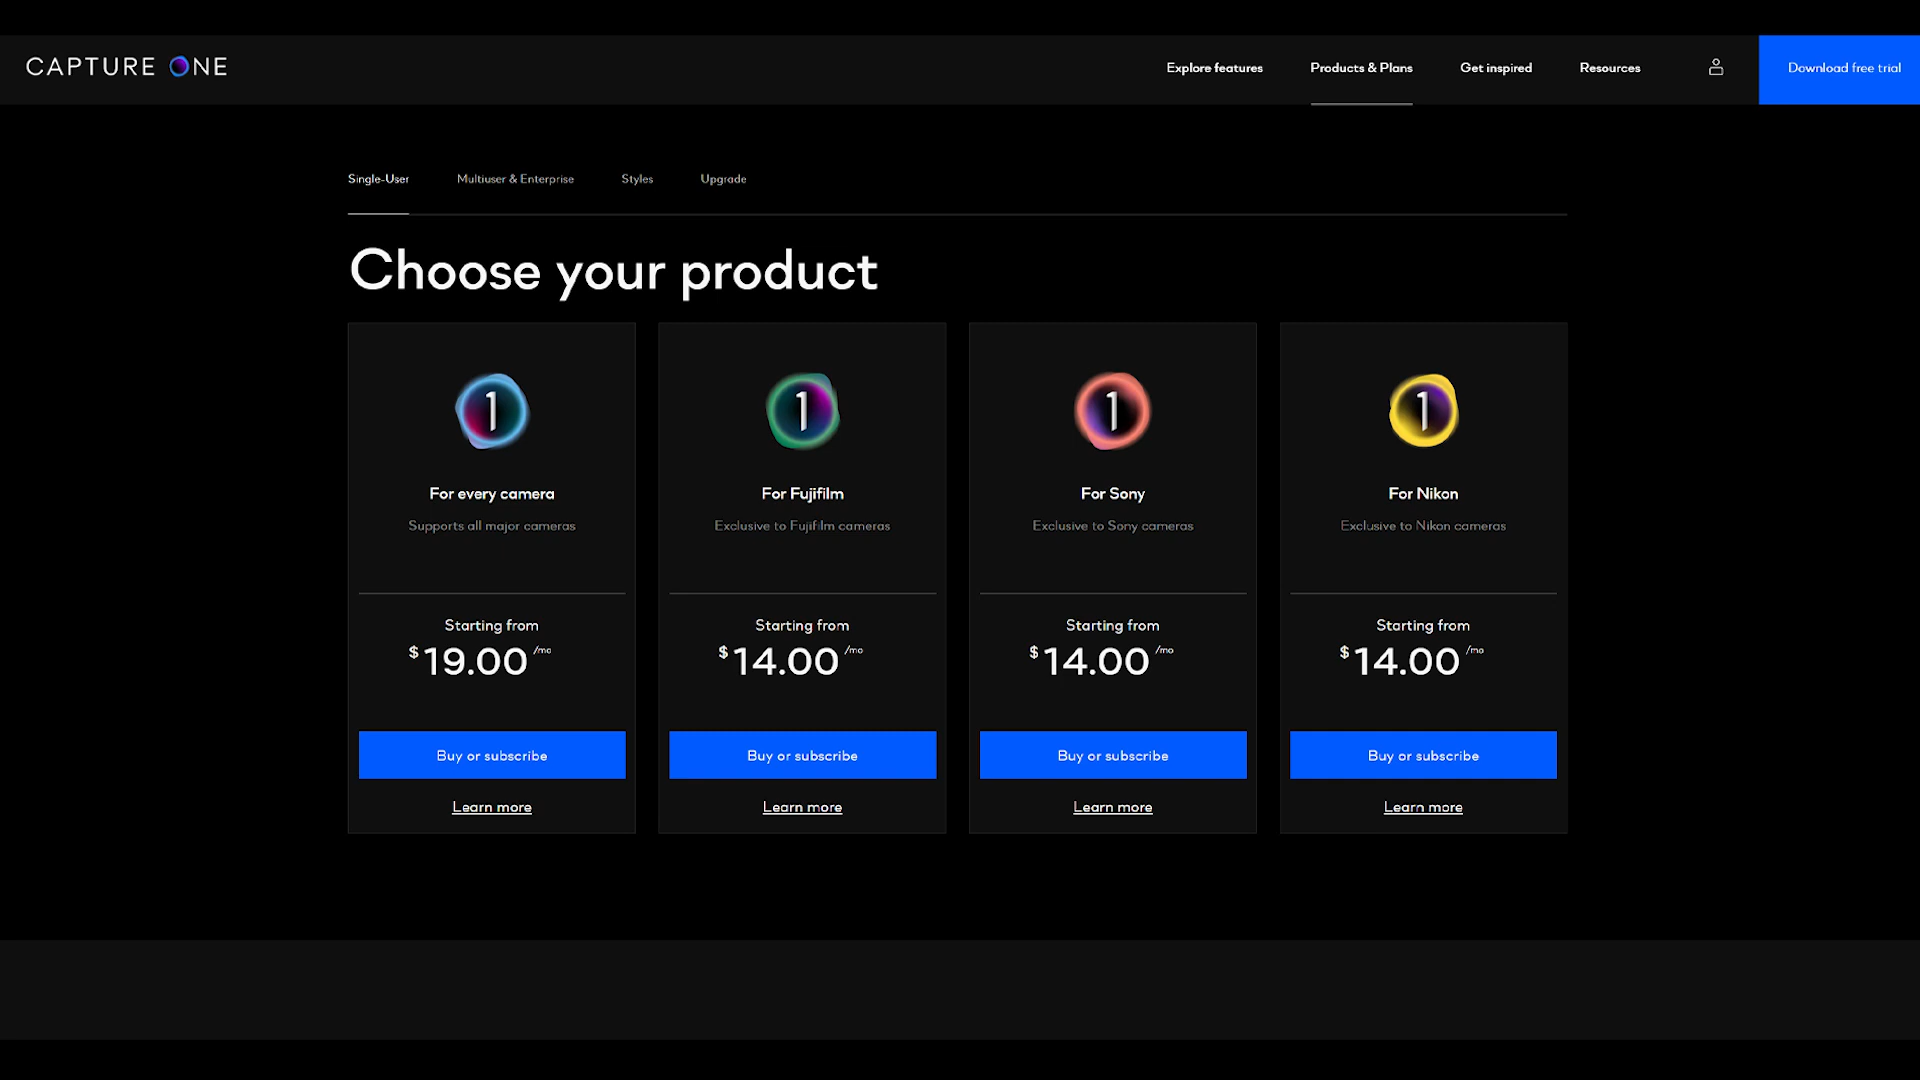 CAPTURE ONE
Explore features
Products & Plans
Get inspired
Resources
Download free trial
Single-User
Multiuser & Enterprise
Styles
Upgrade
Choose your product
1
For every camera
Supports all major cameras
Starting from
$19.00/mo
Buy or subscribe
Learn more
1
For Fujifilm
Exclusive to Fujifilm cameras
Starting from
$14.00/mo
Buy or subscribe
Learn more
1
For Sony
Exclusive to Sony cameras
Starting from
$14.00/mo
Buy or subscribe
Learn more
1
For Nikon
Exclusive to Nikon cameras
Starting from
$14.00/mo
Buy or subscribe
Learn more